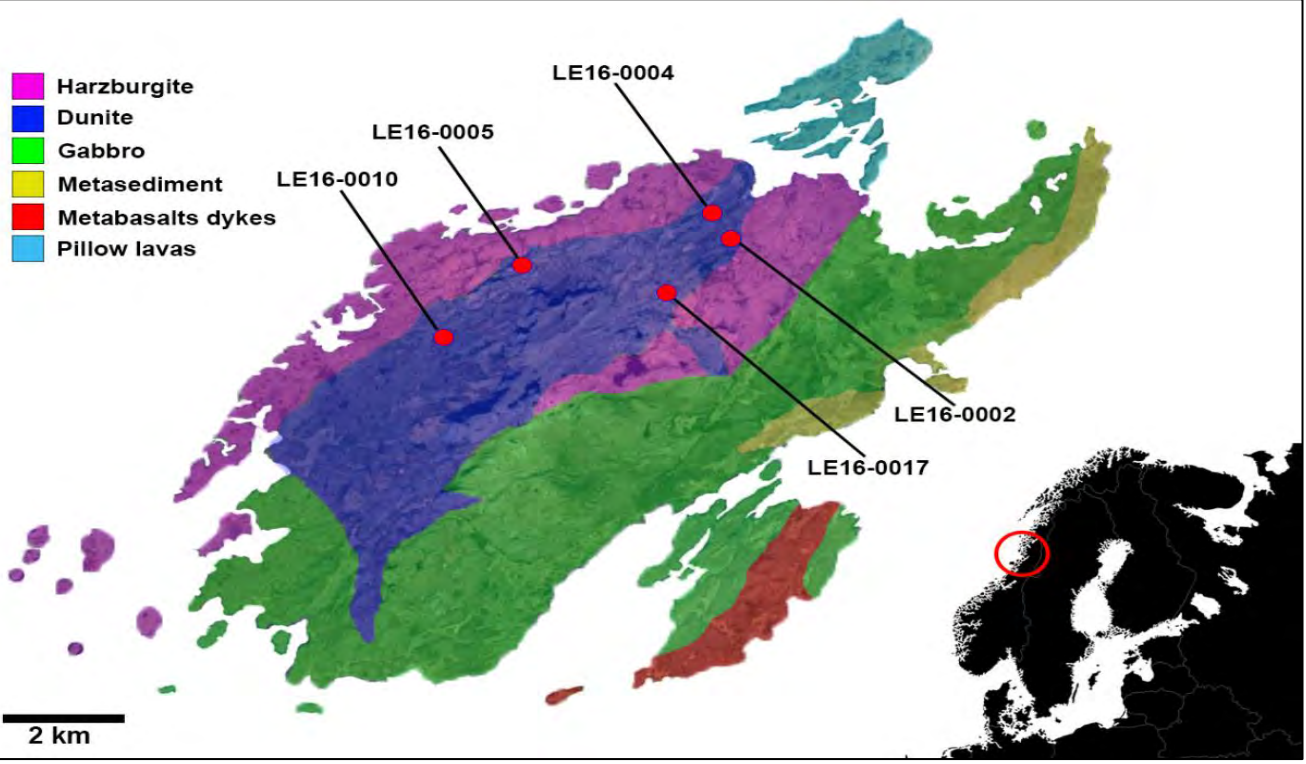 LE16-0004
Harzburgite
Dunite
LE16-0005
Gabbro
LE16-0010
Metasediment
Metabasalts dykes
Pillow lavas
LE16-0002
LE16-0017
2 km